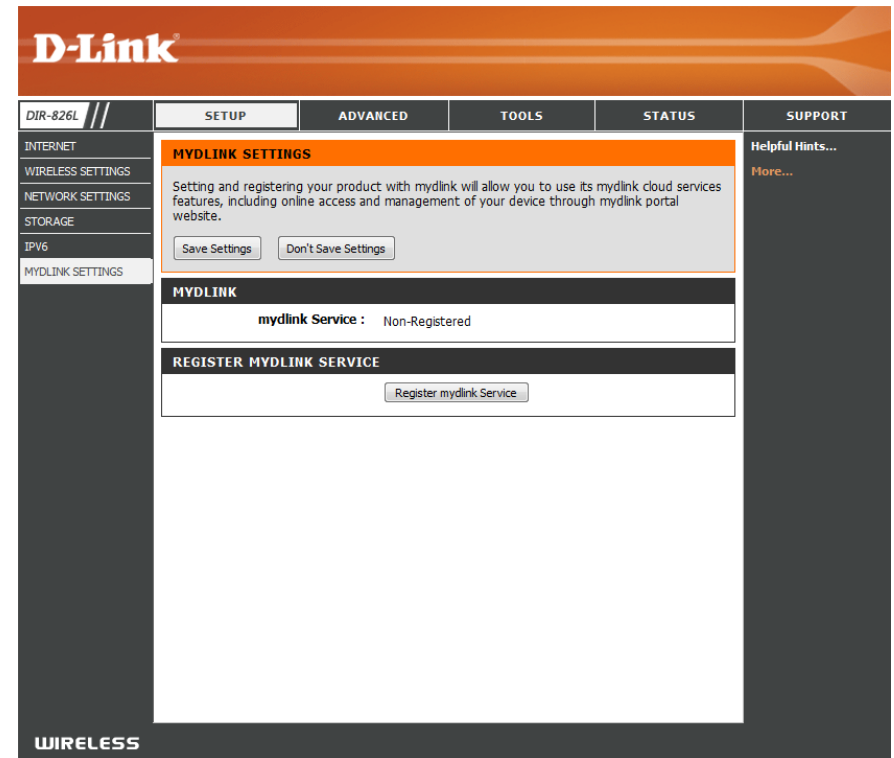 D-Link®
DIR-826L
SETUP
ADVANCED
TOOLS
STATUS
SUPPORT
INTERNET
WIRELESS SETTINGS
NETWORK SETTINGS
STORAGE
IPV6
MYDLINK SETTINGS
MYDLINK SETTINGS
Setting and registering your product with mydlink will allow you to use its mydlink cloud services
features, including online access and management of your device through mydlink portal
website.
Save Settings
Don't Save Settings
MYDLINK
mydlink Service : Non-Registered
REGISTER MYDLINK SERVICE
Register mydlink Service
Helpful Hints...
More...
WIRELESS